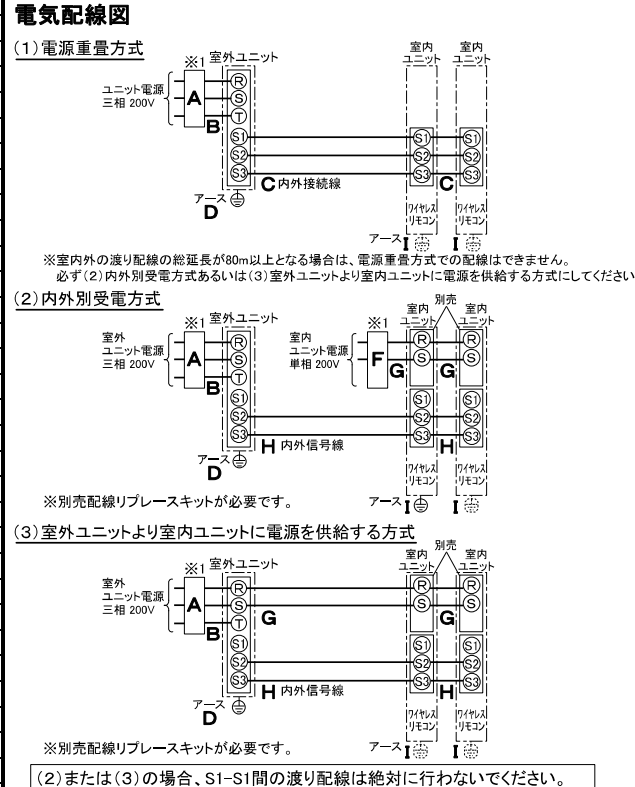 電気配線図
(1)電源重畳方式
※1 室外ユニット
室内
ユニット
室内
ユニット
ユニット電源
三相 200V
A
B
R
S
T
S1
S2
S3
S1
S2
S3
S1
S2
S3
C 内外接続線
C
アース
D
ワイヤレス
リモコン
ワイヤレス
リモコン
アース I
I
※室内外の渡り配線の総延長が80m以上となる場合は、電源重畳方式での配線はできません。
必ず(2)内外別受電方式あるいは(3)室外ユニットより室内ユニットに電源を供給する方式にしてください
(2)内外別受電方式
※1 室外ユニット
※1
別売
室内
ユニット
室内
ユニット
室外
ユニット電源
三相 200V
A
B
R
S
T
S1
S2
S3
室内
ユニット電源
単相 200V
F
G
G
R
S
S1
S2
S3
R
S
S1
S2
S3
H 内外信号線
H
アース
D
ワイヤレス
リモコン
ワイヤレス
リモコン
※別売配線リプレースキットが必要です。
アース I
I
(3)室外ユニットより室内ユニットに電源を供給する方式
※1 室外ユニット
別売
室内
ユニット
室内
ユニット
室外
ユニット電源
三相 200V
A
B
R
S
T
S1
S2
S3
G
G
R
S
S1
S2
S3
R
S
S1
S2
S3
H 内外信号線
H
アース
D
ワイヤレス
リモコン
ワイヤレス
リモコン
※別売配線リプレースキットが必要です。
アース I
I
(2)または(3)の場合、S1-S1間の渡り配線は絶対に行わないでください。